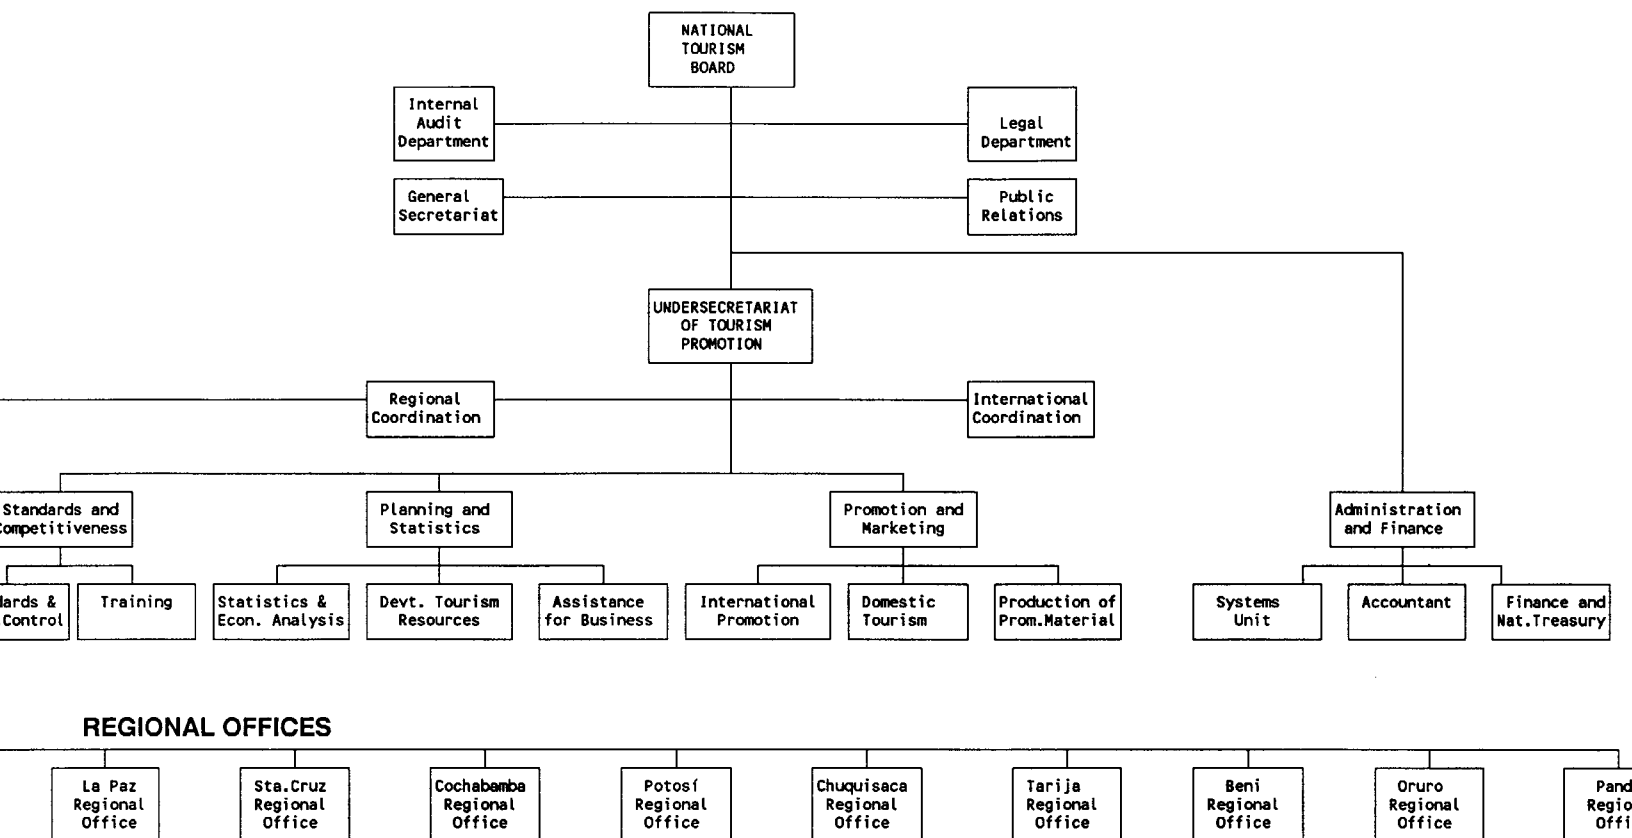 NATIONAL
TOURISM
BOARD
Internal
Audit
Department
Legal
Department
General
Secretariat
Public
Relations
UNDERSECRETARIAT
OF TOURISM
PROMOTION
Regional
Coordination
International
Coordination
Standards and
Competitiveness
Planning and
Statistics
Promotion and
Marketing
Administration
and Finance
&
Control
Training
Statistics &
Econ. Analysis
Devt. Tourism
Resources
Assistance
for Business
International
Promotion
Domestic
Tourism
Production of
Prom.Material
Systems
Unit
Accountant
Finance and
Nat.Treasury
REGIONAL OFFICES
La Paz
Regional
Office
Sta.Cruz
Regional
Office
Cochabamba
Regional
Office
Potosí
Regional
Office
Chuquisaca
Regional
Office
Tarija
Regional
Office
Beni
Regional
Office
Oruro
Regional
Office